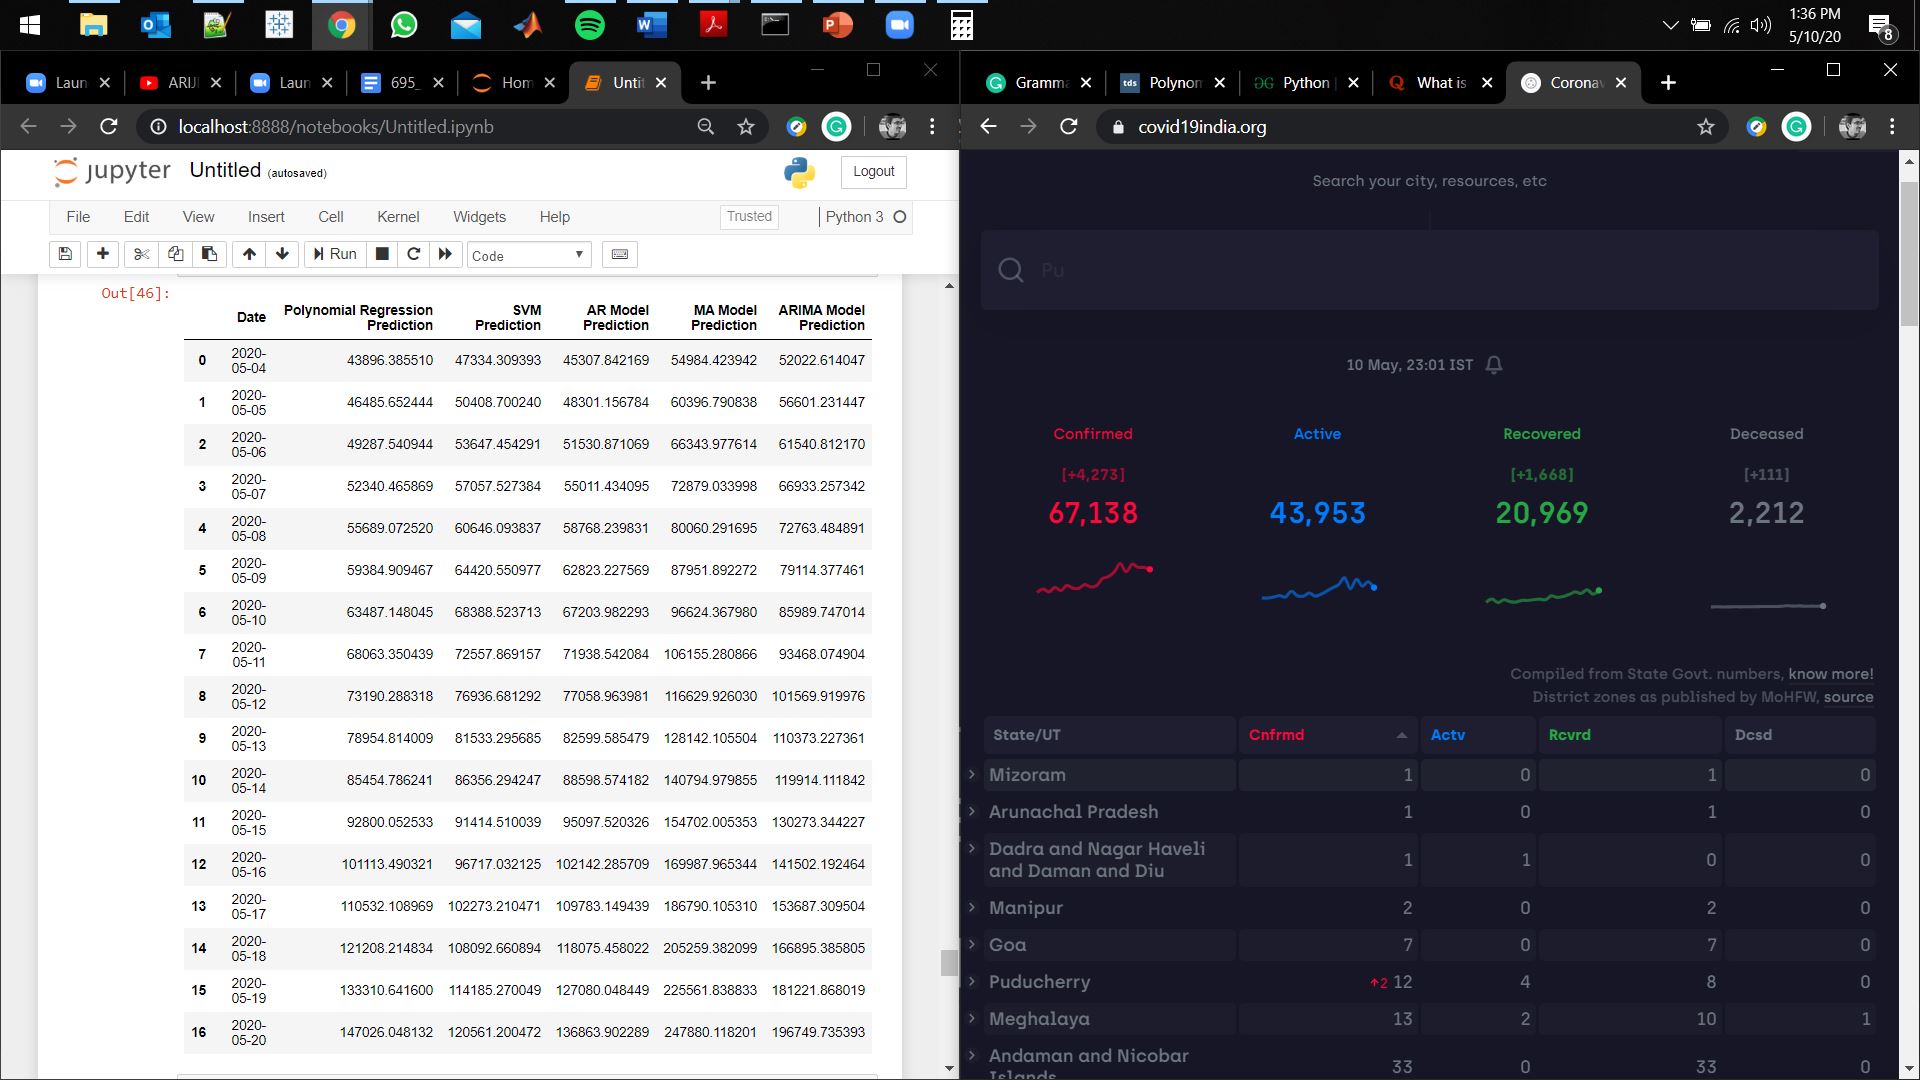 1:36 PM
5/10/20
8
Laun
ARIJI
Laun
695_
Hom
Untit
localhost:8888/notebooks/Untitled.ipynb
jupyter Untitled (autosaved)
Logout
File Edit View Insert Cell Kernel Widgets Help
Trusted
Python 3
Run
Code
Out[46]:
Date Polynomial Regression Prediction SVM Prediction AR Model Prediction MA Model Prediction ARIMA Model Prediction
0 2020-05-04 43896.385510 47334.309393 45307.842169 54984.423942 52022.614047
1 2020-05-05 46485.652444 50408.700240 48301.156784 60396.790838 56601.231447
2 2020-05-06 49287.540944 53647.454291 51530.871069 66343.977614 61540.812170
3 2020-05-07 52340.465869 57057.527384 55011.434095 72879.033998 66933.257342
4 2020-05-08 55689.072520 60646.093837 58768.239831 80060.291695 72763.484891
5 2020-05-09 59384.909467 64420.550977 62823.227569 87951.892272 79114.377461
6 2020-05-10 63487.148045 68388.523713 67203.982293 96624.367980 85989.747014
7 2020-05-11 68063.350439 72557.869157 71938.542084 106155.280866 93468.074904
8 2020-05-12 73190.288318 76936.681292 77058.963981 116629.926030 101569.919976
9 2020-05-13 78954.814009 81533.295685 82599.585479 128142.105504 110373.227361
10 2020-05-14 85454.786241 86356.294247 88598.574182 140794.979855 119914.111842
11 2020-05-15 92800.052533 91414.510039 95097.520326 154702.005353 130273.344227
12 2020-05-16 101113.490321 96717.032125 102142.285709 169987.965344 141502.192464
13 2020-05-17 110532.108969 102273.210471 109783.149439 186790.105310 153687.309504
14 2020-05-18 121208.214834 108092.660894 118075.458022 205259.382099 166895.385805
15 2020-05-19 133310.641600 114185.270049 127080.048449 225561.838833 181221.868019
16 2020-05-20 147026.048132 120561.200472 136863.902289 247880.118201 196749.735393
Gramma
tds Polynom
Python |
What is
Coronav
covid19india.org
Search your city, resources, etc
Pu
10 May, 23:01 IST
Confirmed Active Recovered Deceased
[+4,273] [+1,668] [+111]
67,138 43,953 20,969 2,212
Compiled from State Govt. numbers, know more!
District zones as published by MoHFW, source
State/UT Cnfrmd Actv Rcvrd Dcsd
Mizoram 1 0 1 0
Arunachal Pradesh 1 0 1 0
Dadra and Nagar Haveli
and Daman and Diu 1 1 0 0
Manipur 2 0 2 0
Goa 7 0 7 0
Puducherry ↑2 12 4 8 0
Meghalaya 13 2 10 1
Andaman and Nicobar
Islands 33 0 33 0